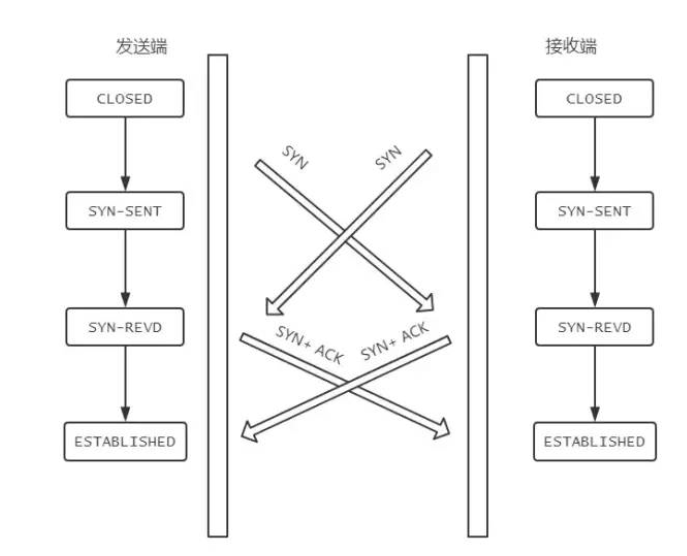 发送端
接收端
CLOSED
CLOSED
SYN
SYN
SYN-SENT
SYN-SENT
SYN-REVD
SYN+ ACK
SYN+ ACK
SYN-REVD
ESTABLISHED
ESTABLISHED